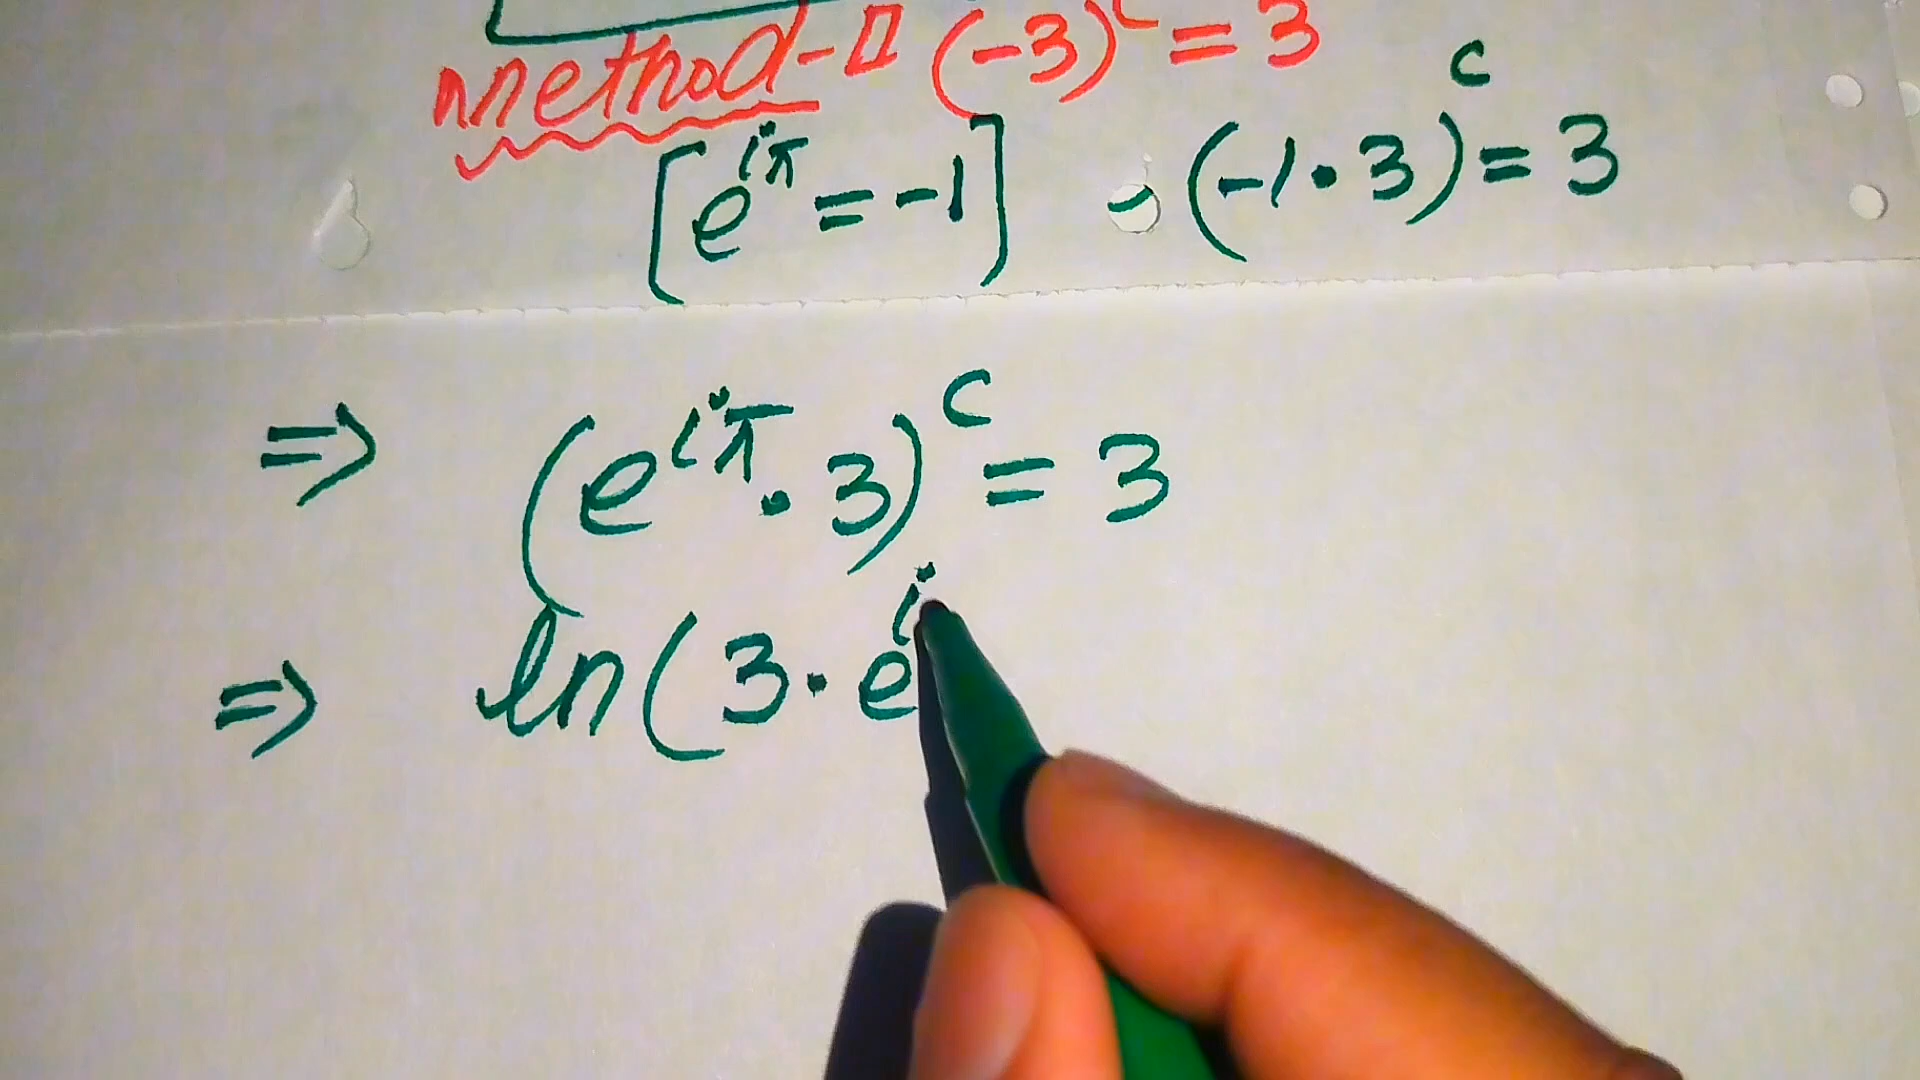 Method-II (-3)^c = 3
[e^{iπ} = -1] - (-1·3)^c = 3
=> (e^{iπ}·3)^c = 3
=> ln(3·e^i